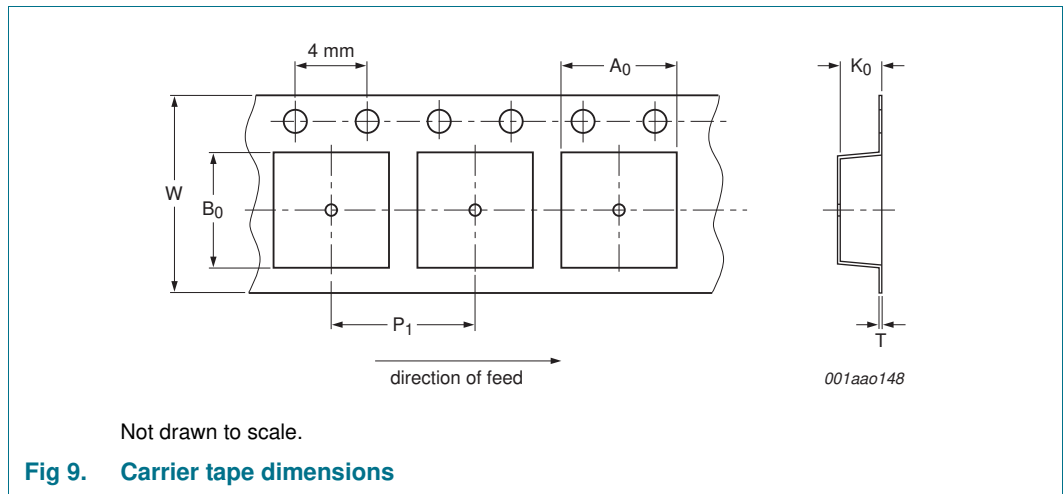 4 mm
A0
K0
W
B0
P1
T
direction of feed
001aao148
Not drawn to scale.
Fig 9. Carrier tape dimensions